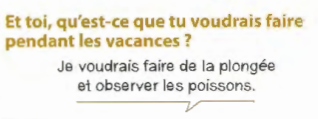 Et toi, qu'est-ce que tu voudrais faire
pendant les vacances ?
Je voudrais faire de la plongée
et observer les poissons.